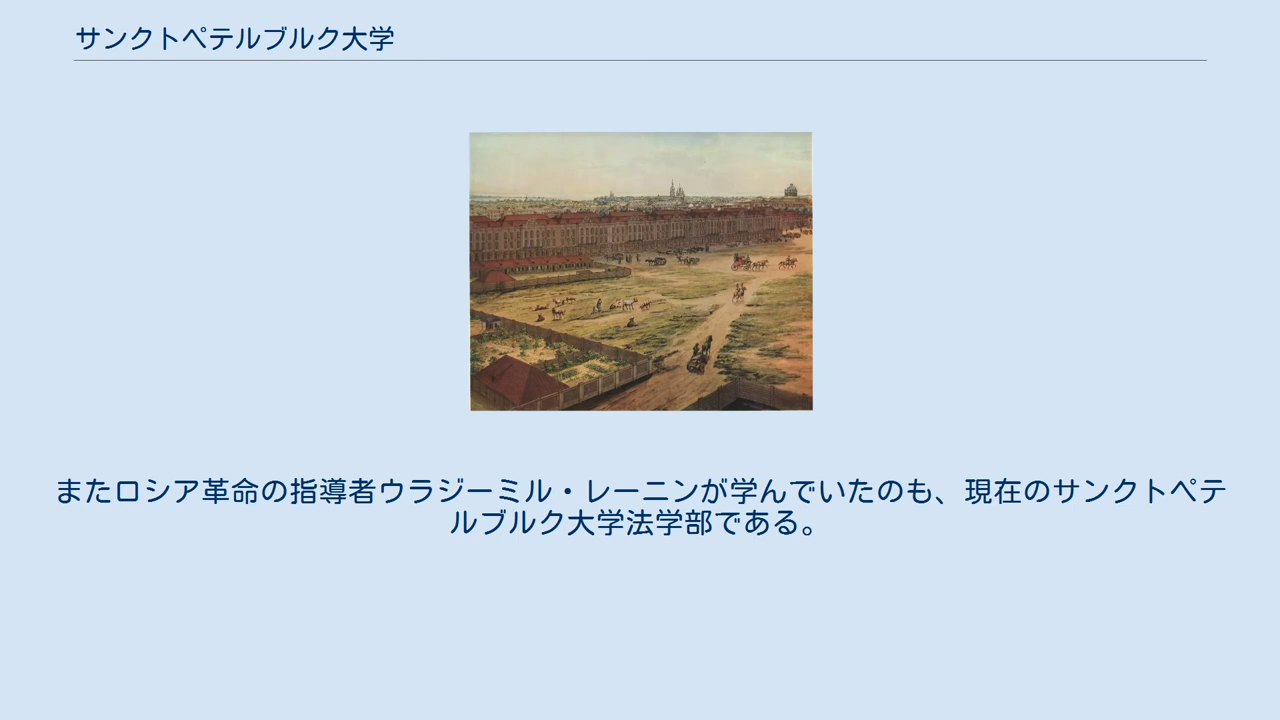 サンクトペテルブルク大学
またロシア革命の指導者ウラジーミル・レーニンが学んでいたのも、現在のサンクトペテ
ルブルク大学法学部である。